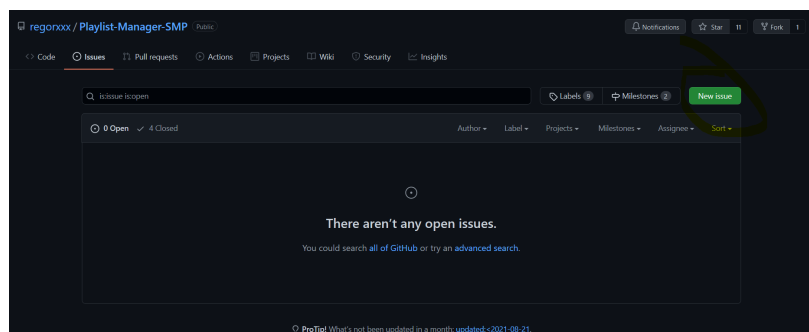 regorxxx / Playlist-Manager-SMP Public Notifications Star 11 Fork 1
Code Issues Pull requests Actions Projects Wiki Security Insights
is:issue is:open Labels 9 Milestones 2 New issue
0 Open 4 Closed Author Label Projects Milestones Assignee Sort
There aren't any open issues.
You could search all of GitHub or try an advanced search.
ProTip! What's not been updated in a month: updated:<2021-08-21.